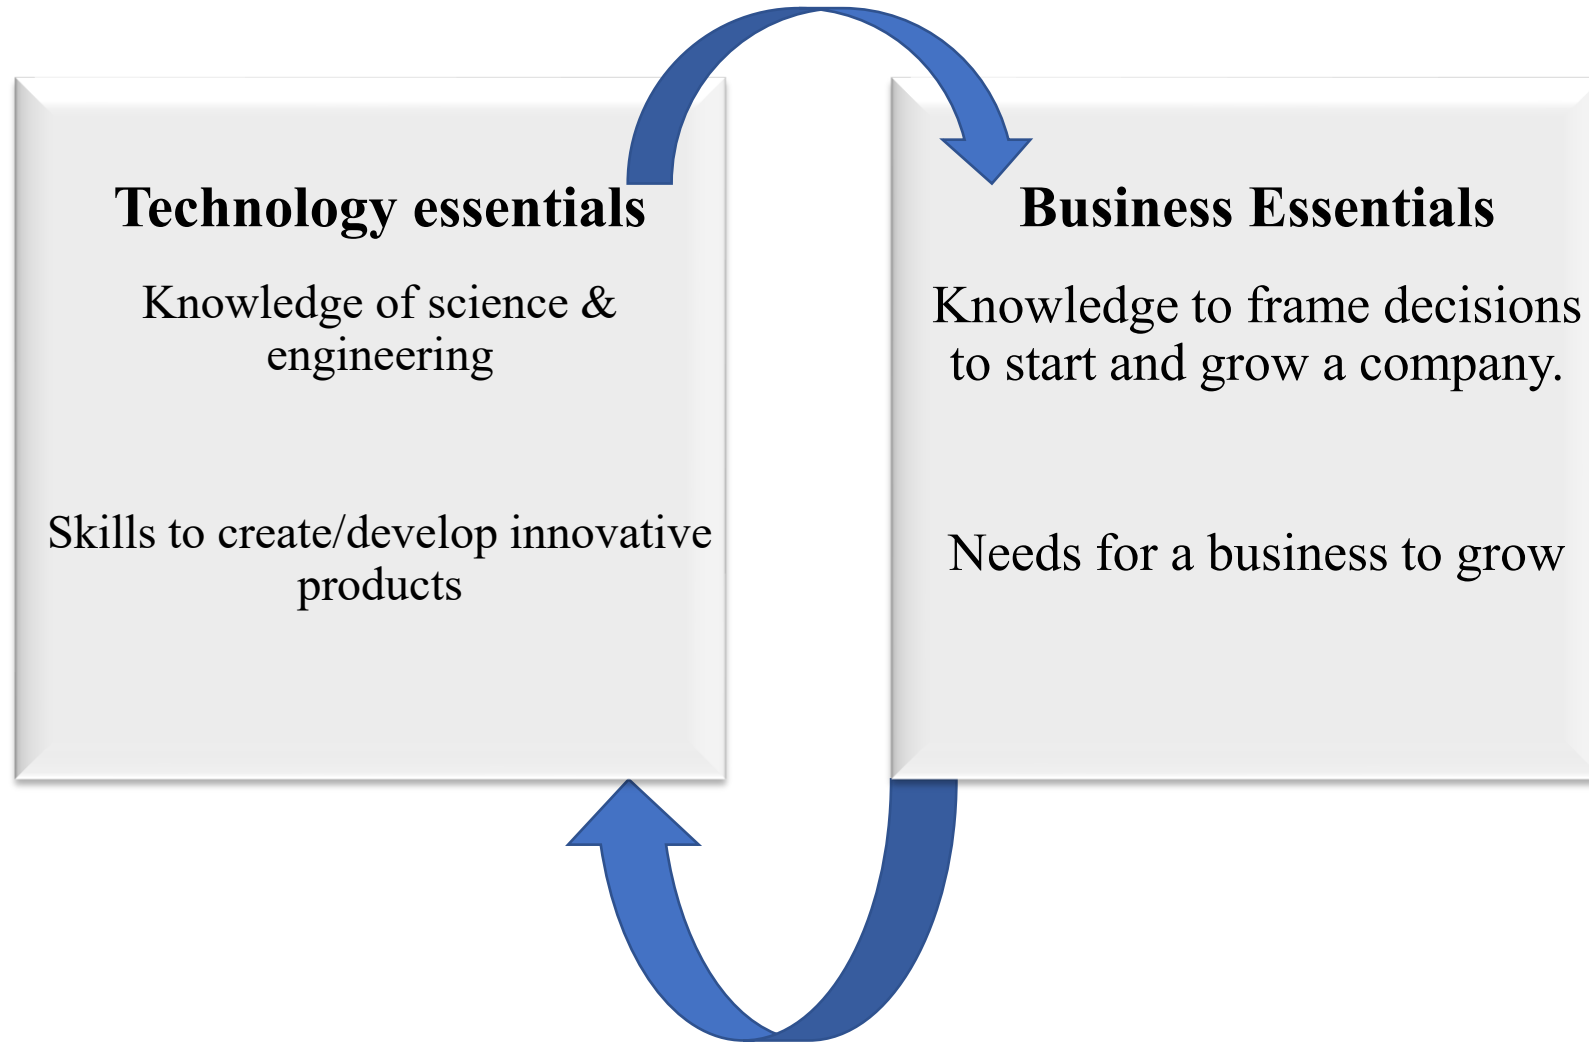 Technology essentials
Knowledge of science &
engineering
Skills to create/develop innovative
products
Business Essentials
Knowledge to frame decisions
to start and grow a company.
Needs for a business to grow